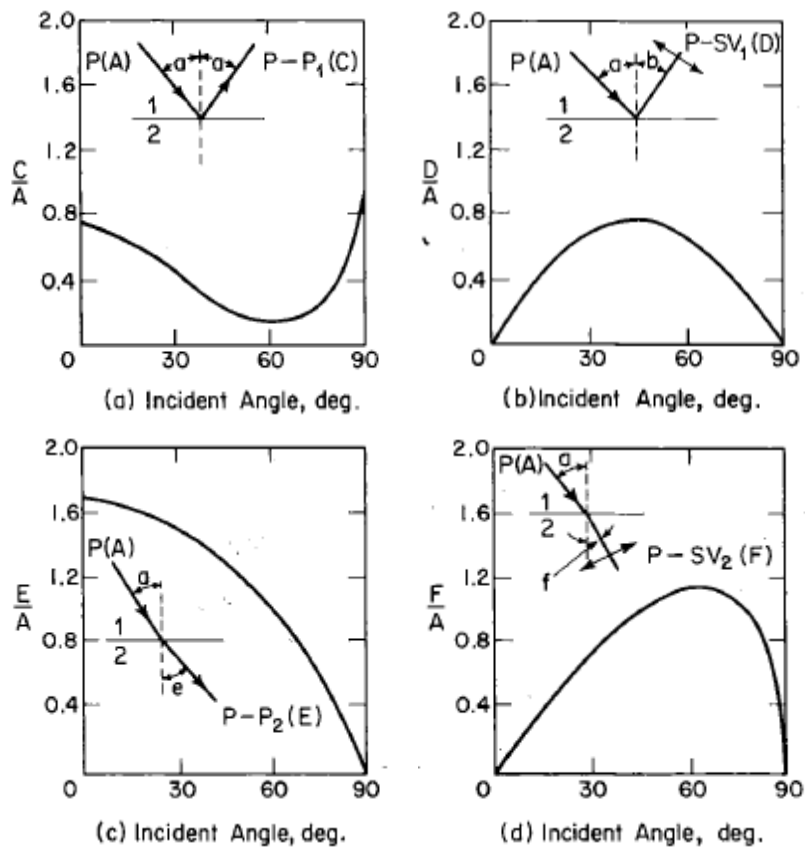 2.0
1.6
1.2
0.8
0.4
0
C/A
P(A)
a
a
P-P₁(C)
1
2
0 30 60 90
(a) Incident Angle, deg.
2.0
1.6
1.2
0.8
0.4
D/A
P(A)
a
b
P-SV₁(D)
1
2
0 30 60 90
(b) Incident Angle, deg.
2.0
1.6
1.2
0.8
0.4
E/A
P(A)
a
1
2
e
P-P₂(E)
0 30 60 90
(c) Incident Angle, deg.
2.0
1.6
1.2
0.8
0.4
F/A
P(A)
a
1
2
f
P-SV₂(F)
0 30 60 90
(d) Incident Angle, deg.